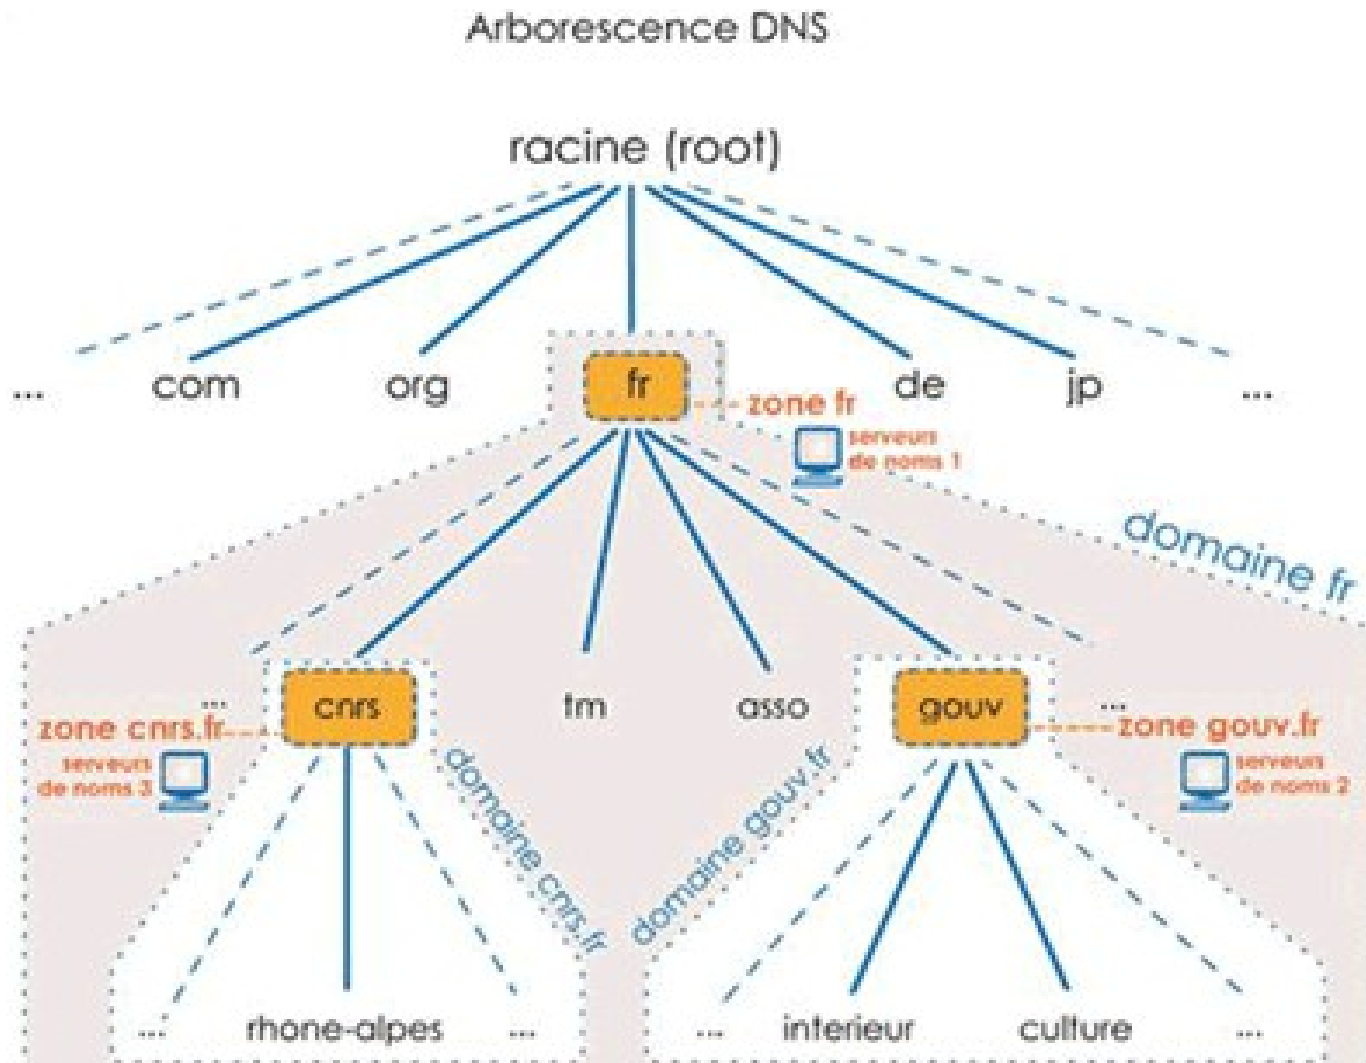 Arborescence DNS
racine (root)
...
com
org
fr
de
jp
...
zone fr
serveurs
de noms 1
domaine fr
...
cnrs
tm
asso
gouv
...
zone cnrs.fr
serveurs
de noms 3
zone gouv.fr
serveurs
de noms 2
domaine cnrs.fr
domaine gouv.fr
...
rhone-alpes
...
...
interieur
culture
...